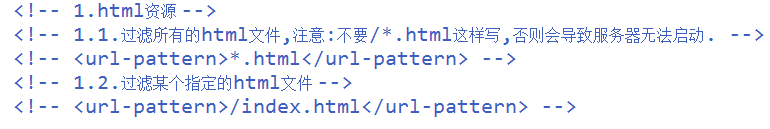 <!-- 1.html资源 -->
<!-- 1.1.过滤所有的html文件,注意:不要/*.html这样写,否则会导致服务器无法启动. -->
<!-- <url-pattern>*.html</url-pattern> -->
<!-- 1.2.过滤某个指定的html文件 -->
<!-- <url-pattern>/index.html</url-pattern> -->